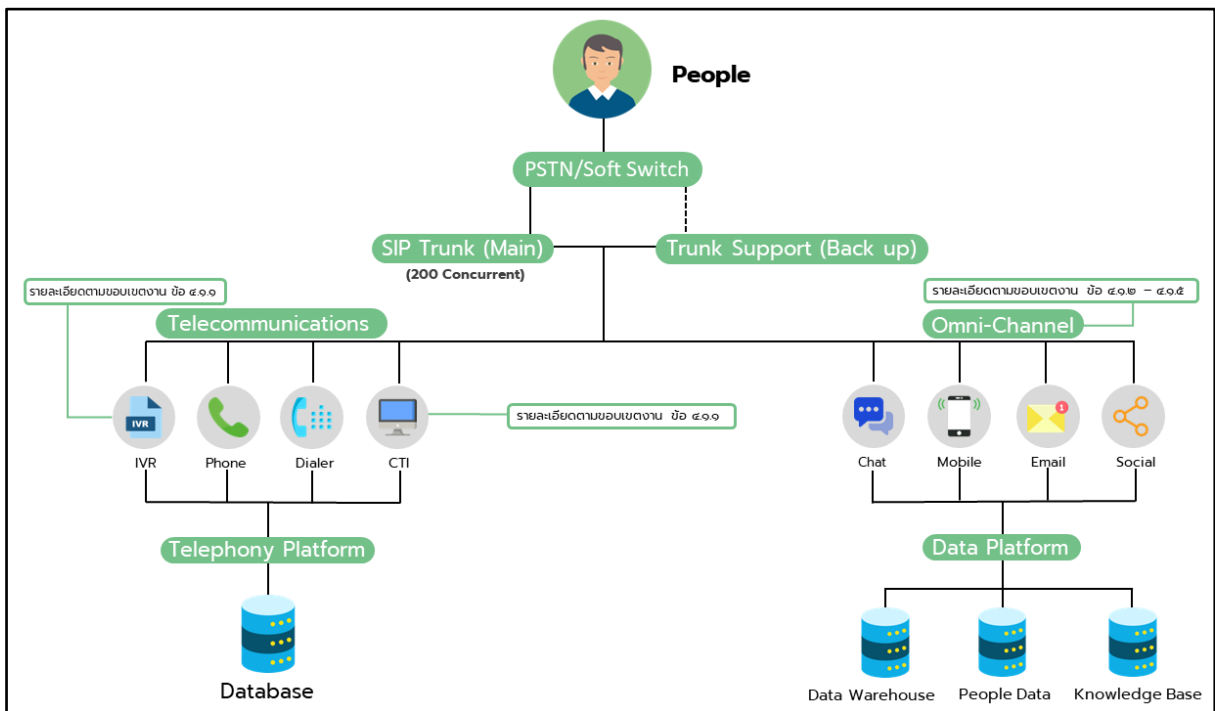 People
PSTN/Soft Switch
SIP Trunk (Main)
Trunk Support (Back up)
(200 Concurrent)
รายละเอียดตามขอบเขตงาน ข้อ ๔.๑.๑
รายละเอียดตามขอบเขตงาน ข้อ ๔.๑.๒ – ๔.๑.๕
Telecommunications
Omni-Channel
IVR
1
รายละเอียดตามขอบเขตงาน ข้อ ๔.๑.๑
IVR
Phone
Dialer
CTI
Chat
Mobile
Email
Social
Telephony Platform
Data Platform
Database
Data Warehouse
People Data
Knowledge Base